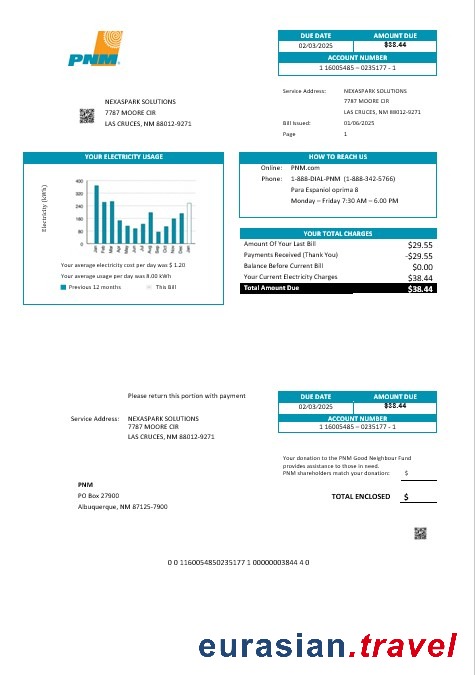 PNM
DUE DATE AMOUNT DUE
02/03/2025 $38.44
ACCOUNT NUMBER
1 16005485 – 0235177 - 1
NEXASPARK SOLUTIONS
7787 MOORE CIR
LAS CRUCES, NM 88012-9271
Service Address: NEXASPARK SOLUTIONS
7787 MOORE CIR
LAS CRUCES, NM 88012-9271
Bill Issued: 01/06/2025
Page 1
YOUR ELECTRICITY USAGE
Electricity (kWh)
400
340
240
160
80
0
Jan Feb Mar Apr May Jun Jul Aug Sep Oct Nov Dec Jan
Your average electricity cost per day was $ 1.20
Your average usage per day was 8.00 kWh
Previous 12 months This Bill
HOW TO REACH US
Online: PNM.com
Phone: 1-888-DIAL-PNM (1-888-342-5766)
Para Espaniol oprima 8
Monday – Friday 7:30 AM – 6.00 PM
YOUR TOTAL CHARGES
Amount Of Your Last Bill $29.55
Payments Received (Thank You) -$29.55
Balance Before Current Bill $0.00
Your Current Electricity Charges $38.44
Total Amount Due $38.44
Please return this portion with payment
Service Address: NEXASPARK SOLUTIONS
7787 MOORE CIR
LAS CRUCES, NM 88012-9271
DUE DATE AMOUNT DUE
02/03/2025 $38.44
ACCOUNT NUMBER
1 16005485 – 0235177 - 1
Your donation to the PNM Good Neighbour Fund
provides assistance to those in need.
PNM shareholders match your donation: $
PNM
PO Box 27900
Albuquerque, NM 87125-7900
TOTAL ENCLOSED $
0 0 1160054850235177 1 00000003844 4 0
eurasian.travel